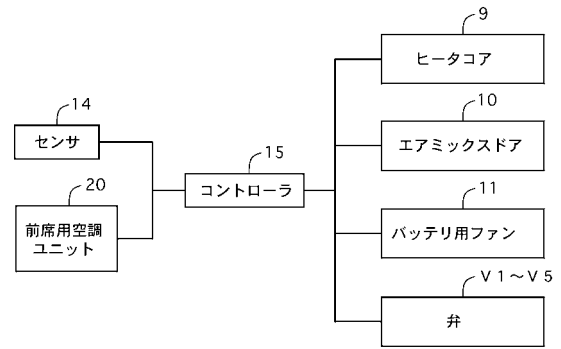 14
センサ
20
前席用空調
ユニット
15
コントローラ
9
ヒータコア
10
エアミックスドア
11
バッテリ用ファン
V1～V5
弁